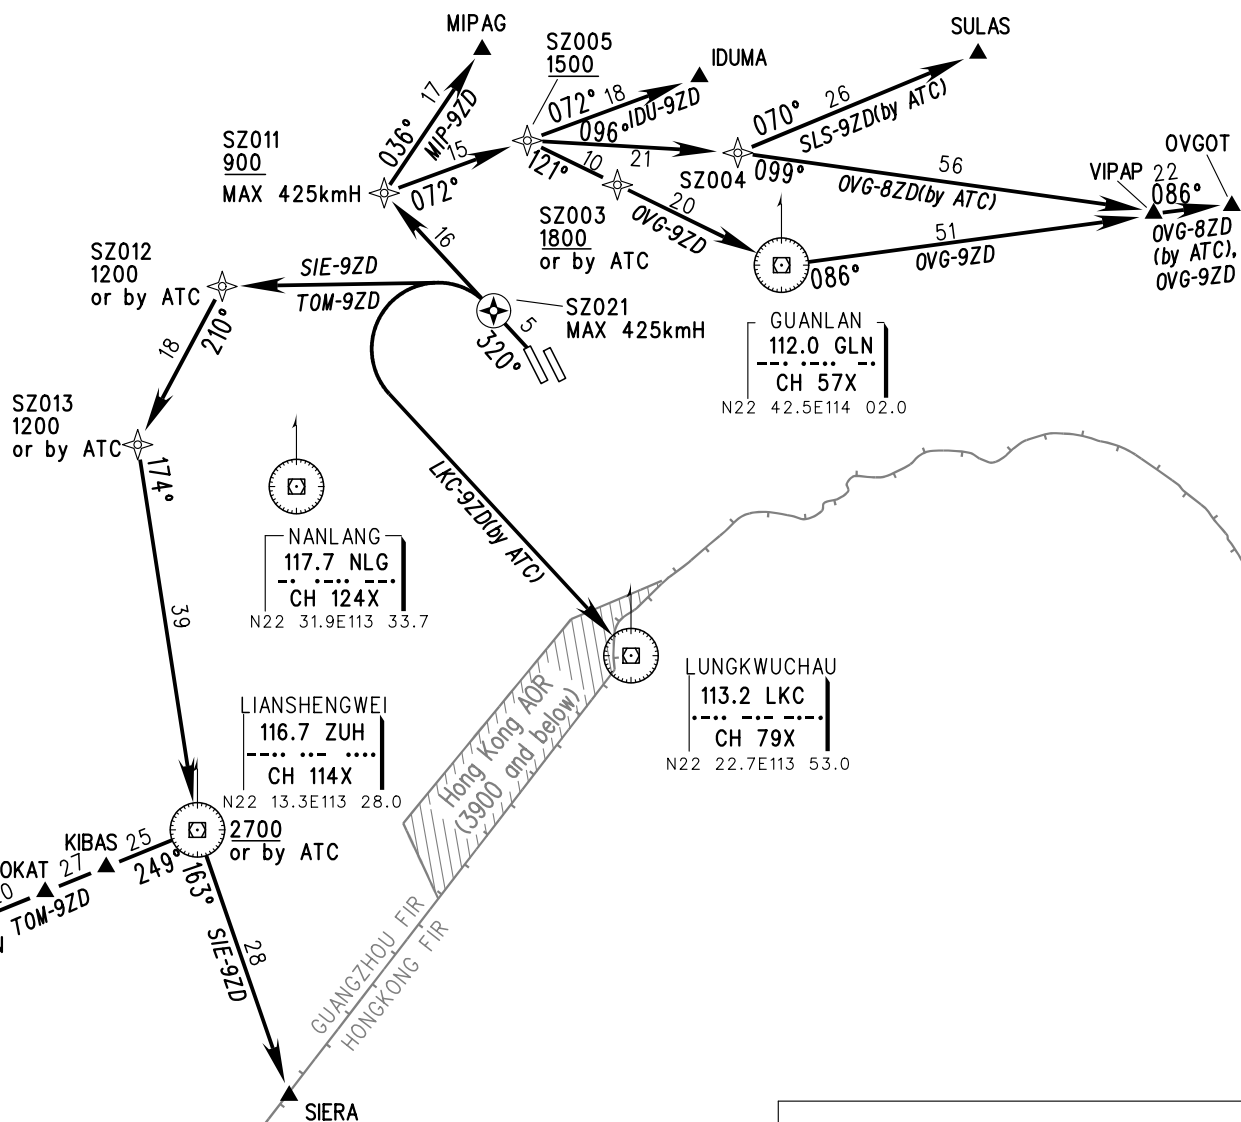 MIPAG
SULAS
SZ005
1500
IDUMA
17
036°
MIP-9ZD
072°
18
IDU-9ZD
070°
26
SLS-9ZD(by ATC)
SZ011
900
MAX 425kmH
15
072°
096°
21
121°
10
SZ004
099°
56
OVG-8ZD(by ATC)
OVGOT
VIPAP
22
086°
OVG-8ZD
(by ATC),
OVG-9ZD
SZ003
1800
or by ATC
20
OVG-9ZD
086°
51
OVG-9ZD
16
SZ012
1200
or by ATC
SIE-9ZD
TOM-9ZD
SZ021
MAX 425kmH
5
320°
GUANLAN
112.0 GLN
CH 57X
N22 42.5E114 02.0
210°
18
SZ013
1200
or by ATC
174°
LKC-9ZD(by ATC)
NANLANG
117.7 NLG
CH 124X
N22 31.9E113 33.7
39
LIANSHENGWEI
116.7 ZUH
CH 114X
N22 13.3E113 28.0
Hong Kong AOR
(3900 and below)
LUNGKWUCHAU
113.2 LKC
CH 79X
N22 22.7E113 53.0
2700
or by ATC
KIBAS
25
249°
163°
OKAT
27
TOM-9ZD
SIE-9ZD
28
GUANGZHOU FIR
HONGKONG FIR
SIERA